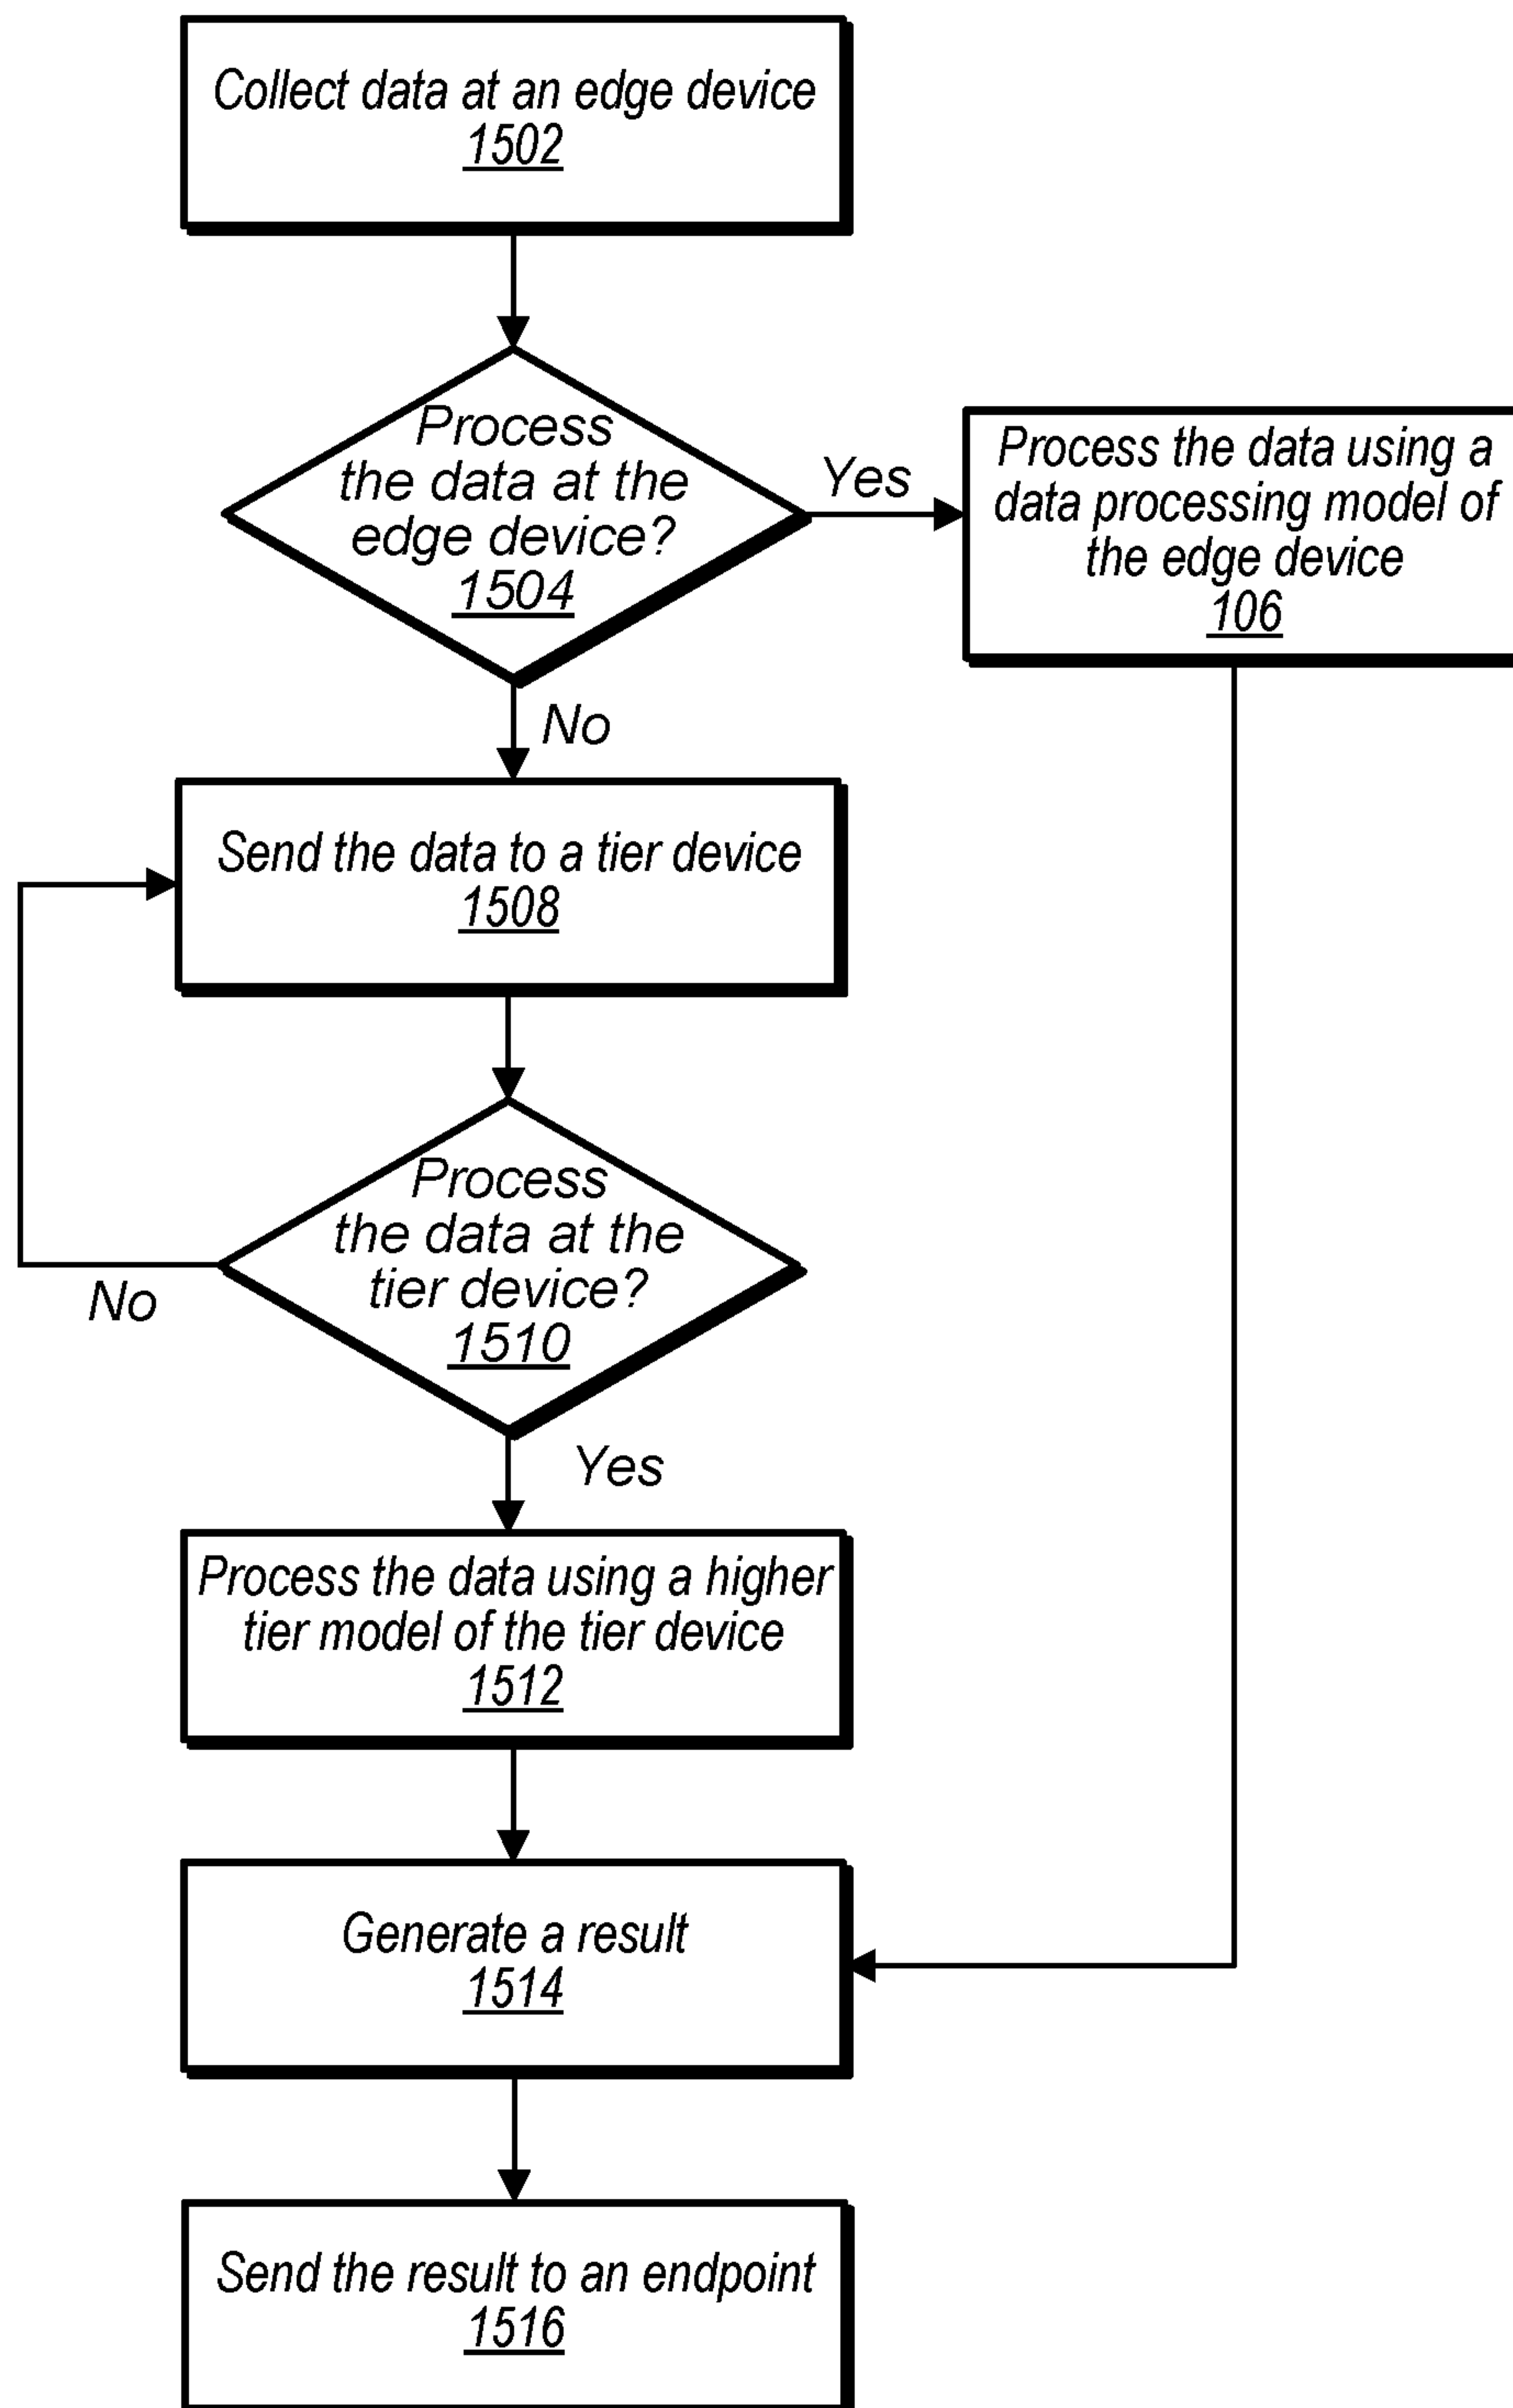 Collect data at an edge device
1502
Process
the data at the
edge device?
1504
Yes
Process the data using a
data processing model of
the edge device
106
No
Send the data to a tier device
1508
Process
the data at the
tier device?
1510
No
Yes
Process the data using a higher
tier model of the tier device
1512
Generate a result
1514
Send the result to an endpoint
1516